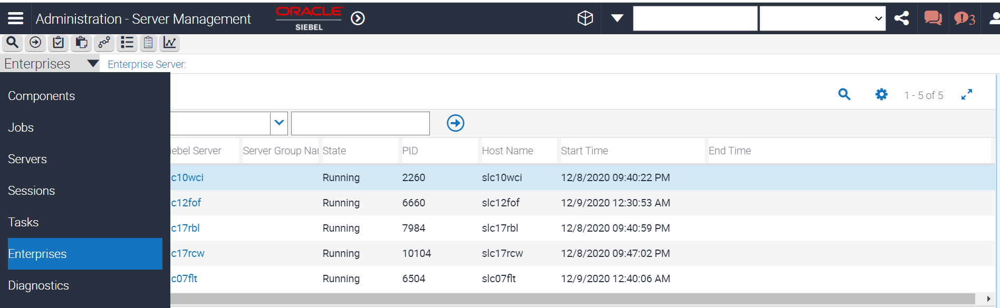 Administration - Server Management
ORACLE
SIEBEL
3
Enterprises
Enterprise Server:
Components
Jobs
Servers
Sessions
Tasks
Enterprises
Diagnostics
1 - 5 of 5
iebel Server Server Group Nar State PID Host Name Start Time End Time
c10wci Running 2260 slc10wci 12/8/2020 09:40:22 PM
c12fof Running 6660 slc12fof 12/9/2020 12:30:53 AM
c17rbl Running 7984 slc17rbl 12/8/2020 09:40:59 PM
c17rcw Running 10104 slc17rcw 12/8/2020 09:47:02 PM
c07flt Running 6504 slc07flt 12/9/2020 12:40:06 AM